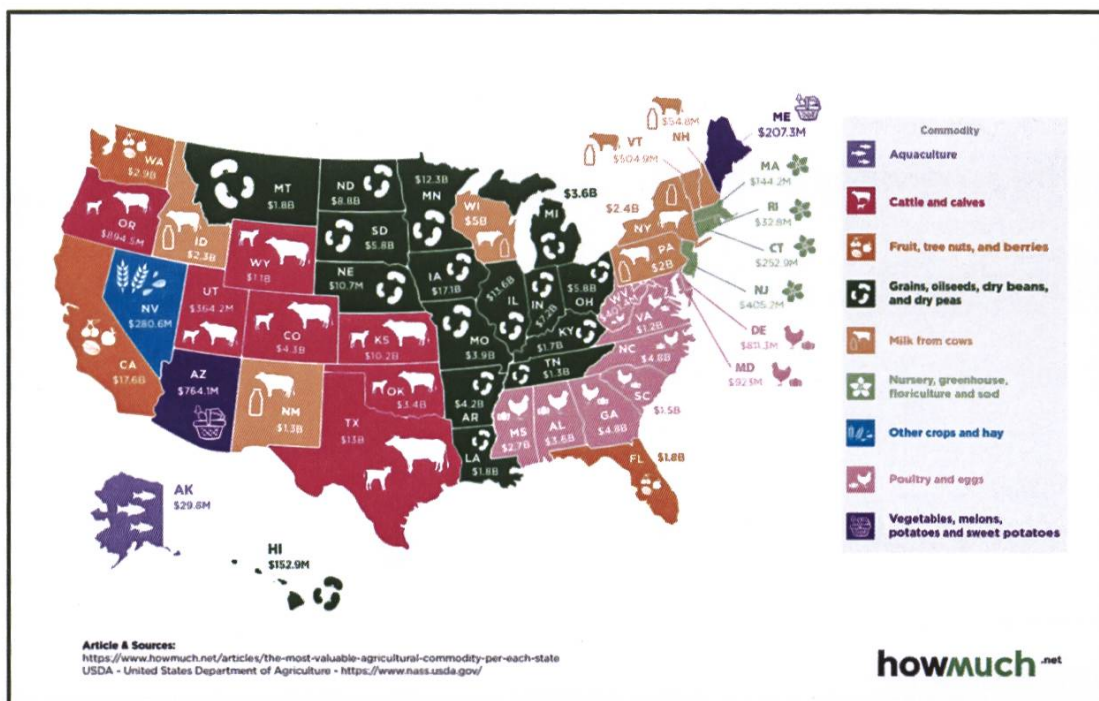 WA
$2.9B
MT
$1.8B
ND
$8.8B
$12.3B
MN
OR
$894.5M
ID
$2.3B
WY
$1.1B
SD
$5.8B
WI
$5B
$3.6B
MI
NE
$10.7M
IA
$17.1B
NV
$280.6M
UT
$364.2M
CO
$4.3B
KS
$10.2B
MO
$3.9B
$13.6B
IL
IN
$7.2B
$5.8B
OH
KY
$1.7B
TN
$1.3B
CA
$17.6B
AZ
$764.1M
NM
$1.3B
OK
$3.4B
TX
$13B
$4.2B
AR
LA
$1.8B
MS
$2.7B
AL
$3.6B
GA
$4.8B
SC
$1.5B
NC
$4.8B
VA
$1.2B
FL
$1.8B
AK
$29.8M
HI
$152.9M
$54.8M
NH
VT
$504.9M
ME
$207.3M
$2.4B
NY
PA
$2B
MA
$144.2M
RI
$32.8M
CT
$252.9M
NJ
$405.2M
DE
$811.3M
MD
$923M
Commodity
Aquaculture
Cattle and calves
Fruit, tree nuts, and berries
Grains, oilseeds, dry beans,
and dry peas
Milk from cows
Nursery, greenhouse,
floriculture and sod
Other crops and hay
Poultry and eggs
Vegetables, melons,
potatoes and sweet potatoes
Article & Sources:
https://www.howmuch.net/articles/the-most-valuable-agricultural-commodity-per-each-state
USDA - United States Department of Agriculture - https://www.nass.usda.gov/
howmuch.net